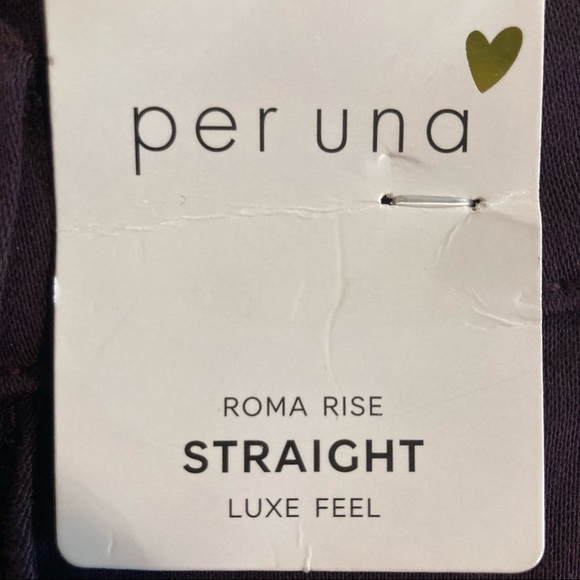 per una
ROMA RISE
STRAIGHT
LUXE FEEL